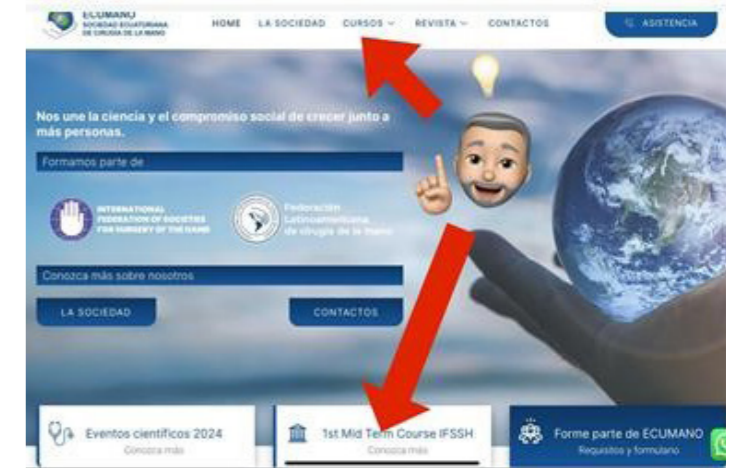 ECUMANO
SOCIEDAD ECUATORIANA
DE CIRUGÍA DE LA MANO
HOME LA SOCIEDAD CURSOS REVISTA CONTACTOS ASISTENCIA
Nos une la ciencia y el compromiso social de crecer junto a
más personas.
Formamos parte de
INTERNATIONAL
FEDERATION OF SOCIETIES
FOR SURGERY OF THE HAND
Federación
Latinoamericana
de cirugía de la mano
Conozca más sobre nosotros
LA SOCIEDAD CONTACTOS
Eventos científicos 2024
Conozca más
1st Mid Term Course IFSSH
Conozca más
Forme parte de ECUMANO
Requisitos y formulario